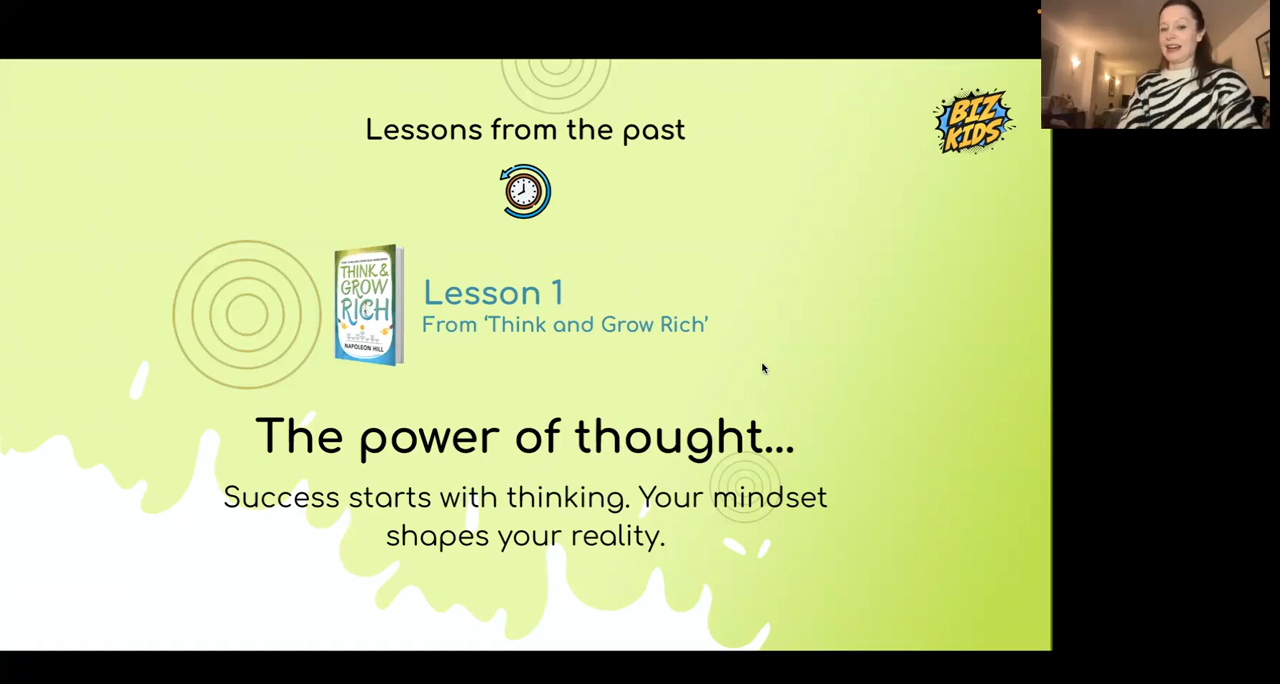 Lessons from the past
BIZ
KIDS
THINK &
GROW
RICH
NAPOLEON HILL
Lesson 1
From ‘Think and Grow Rich’
The power of thought...
Success starts with thinking. Your mindset
shapes your reality.